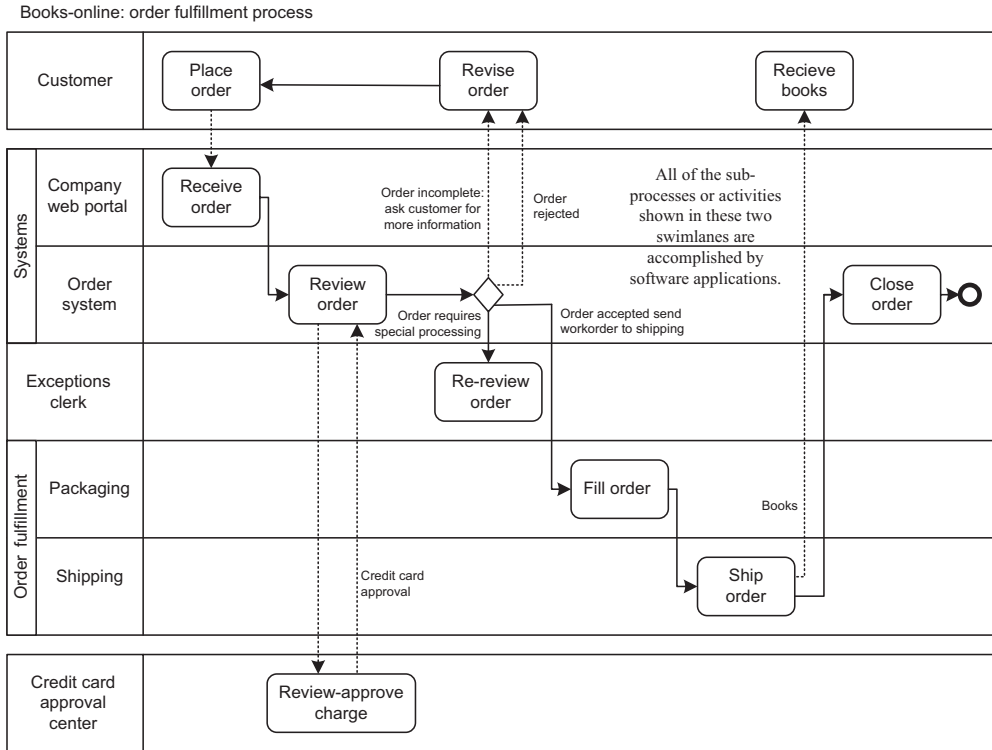 Books-online: order fulfillment process
Customer
Place
order
Revise
order
Recieve
books
Systems
Company
web portal
Receive
order
Order incomplete:
ask customer for
more information
Order
rejected
All of the sub-
processes or activities
shown in these two
swimlanes are
accomplished by
software applications.
Order
system
Review
order
Order requires
special processing
Order accepted send
workorder to shipping
Close
order
Exceptions
clerk
Re-review
order
Order fulfillment
Packaging
Fill order
Books
Shipping
Credit card
approval
Ship
order
Credit card
approval
center
Review-approve
charge